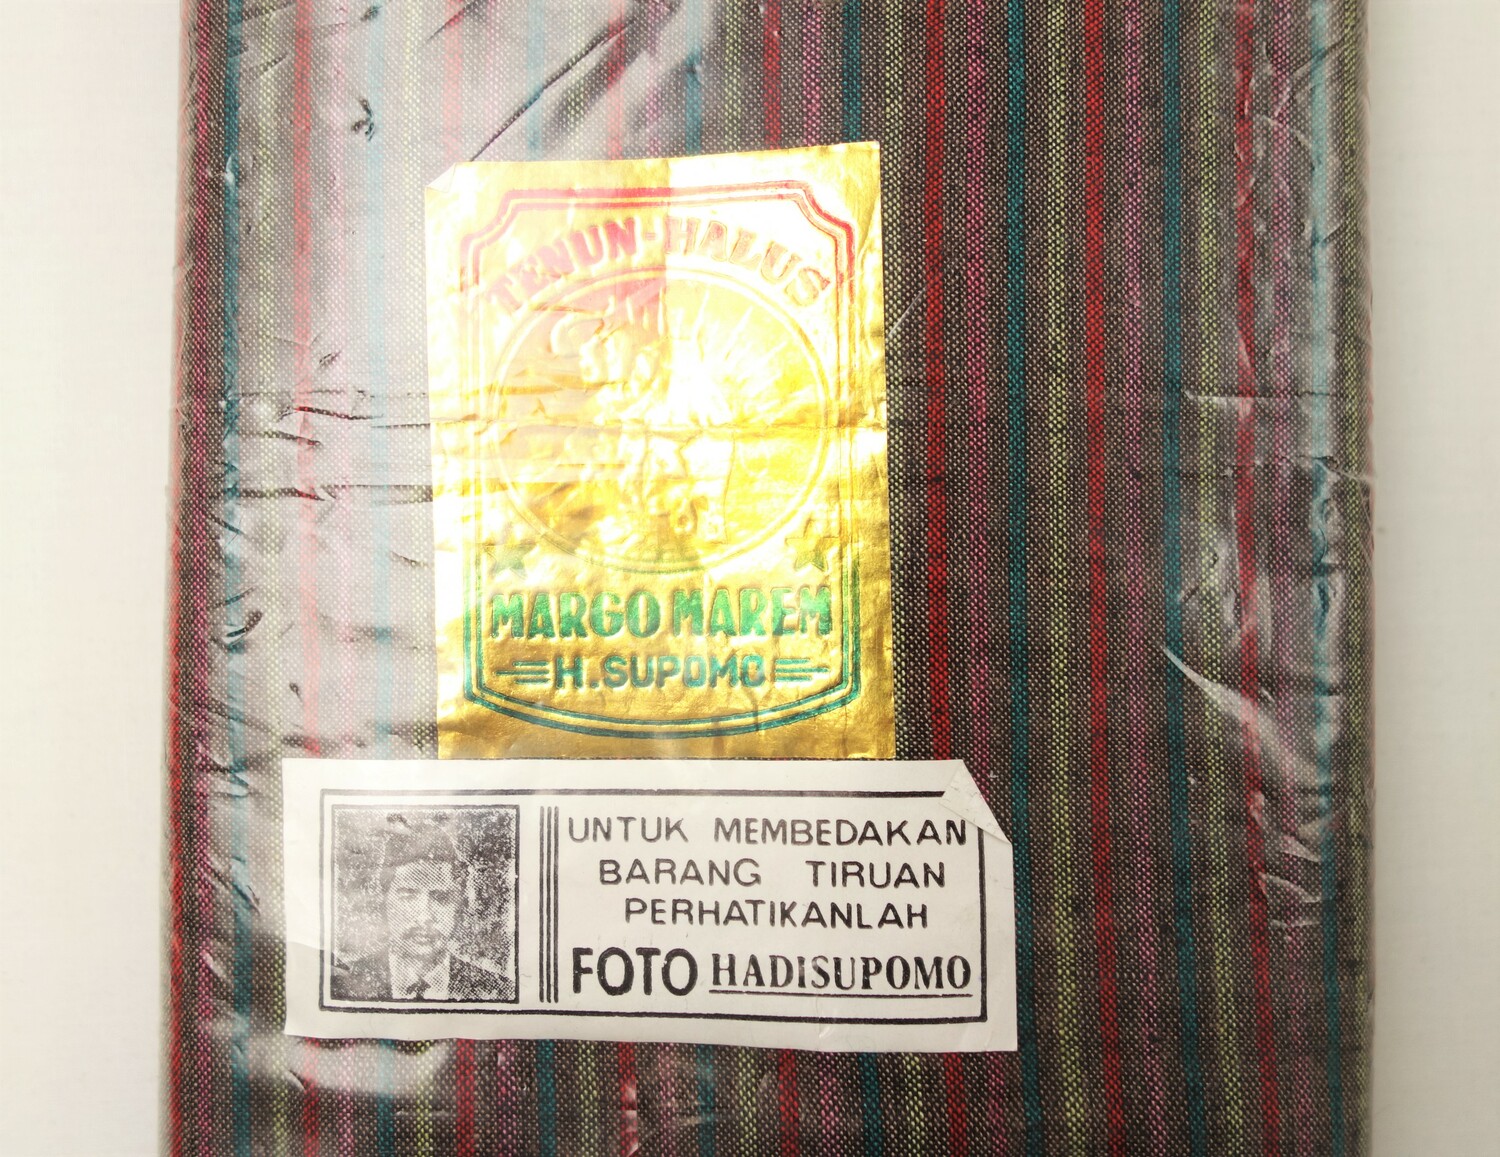 TENUN-HALUS
MARGO MAREM
H.SUPOMO
UNTUK MEMBEDAKAN
BARANG TIRUAN
PERHATIKANLAH
FOTO HADISUPOMO